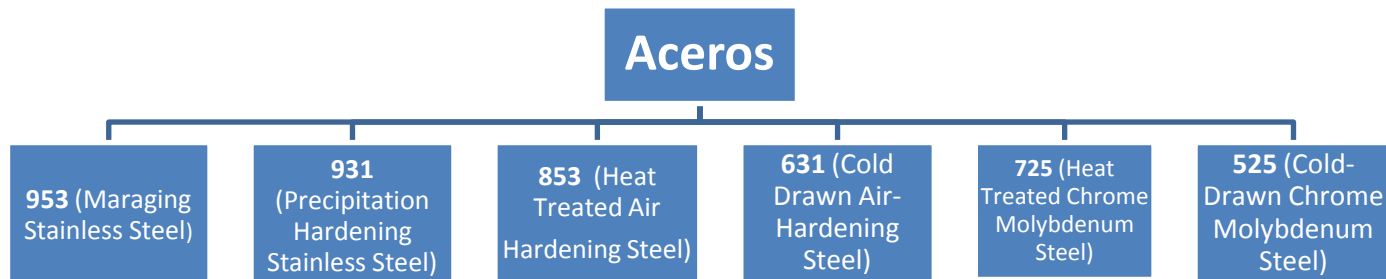 Aceros
953 (Maraging
Stainless Steel)
931
(Precipitation
Hardening
Stainless Steel)
853 (Heat
Treated Air
Hardening Steel)
631 (Cold
Drawn Air-
Hardening
Steel)
725 (Heat
Treated Chrome
Molybdenum
Steel)
525 (Cold-
Drawn Chrome
Molybdenum
Steel)